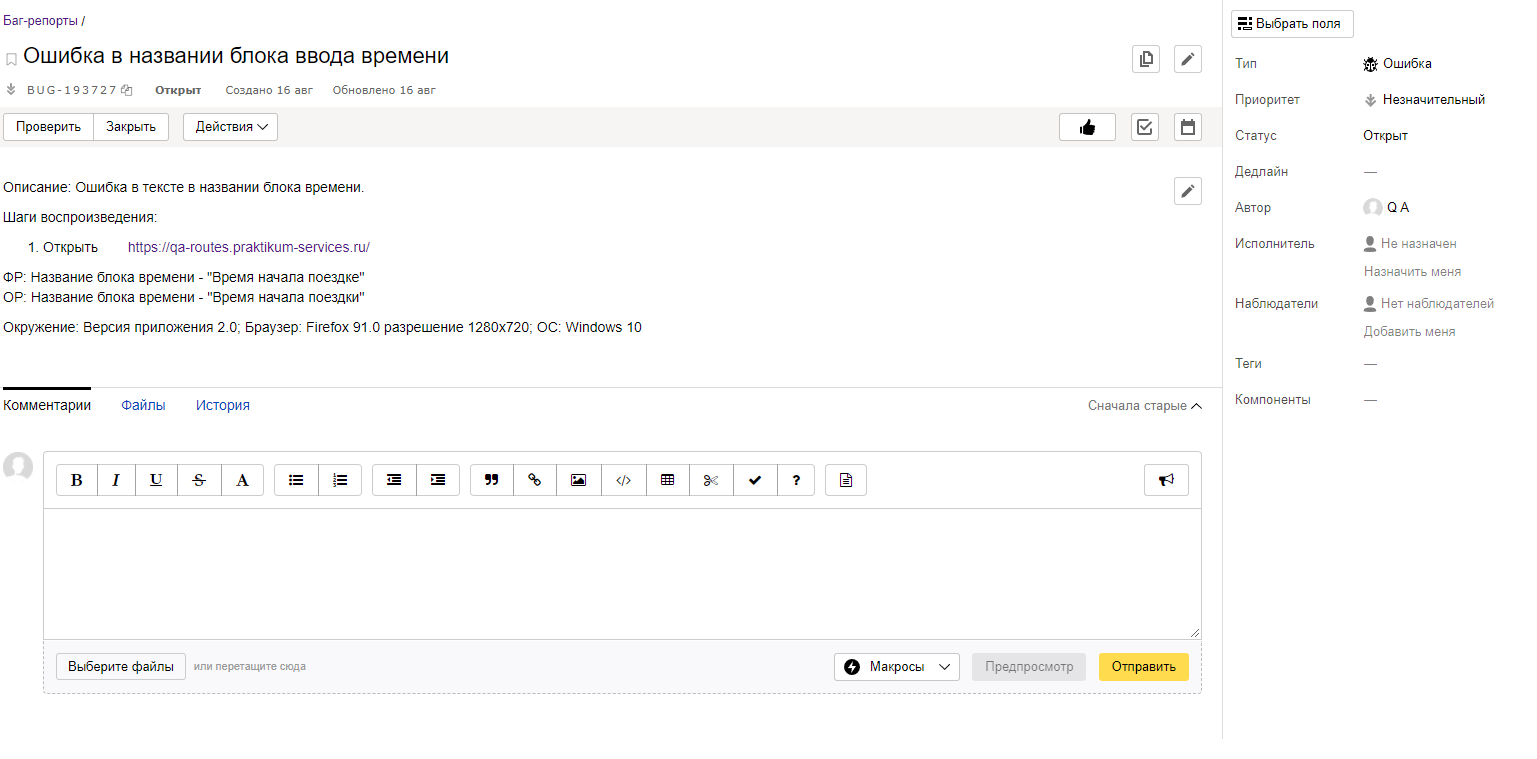 Баг-репорты /
Ошибка в названии блока ввода времени
BUG-193727 Открыт Создано 16 авг Обновлено 16 авг
Проверить Закрыть Действия
Описание: Ошибка в тексте в названии блока времени.
Шаги воспроизведения:
1. Открыть https://qa-routes.praktikum-services.ru/
ФР: Название блока времени - "Время начала поездке"
ОР: Название блока времени - "Время начала поездки"
Окружение: Версия приложения 2.0; Браузер: Firefox 91.0 разрешение 1280x720; ОС: Windows 10
Комментарии Файлы История Сначала старые
B I U S A ?
Выберите файлы или перетащите сюда Макросы Предпросмотр Отправить
Выбрать поля
Тип Ошибка
Приоритет Незначительный
Статус Открыт
Дедлайн —
Автор Q A
Исполнитель Не назначен
Назначить меня
Наблюдатели Нет наблюдателей
Добавить меня
Теги —
Компоненты —